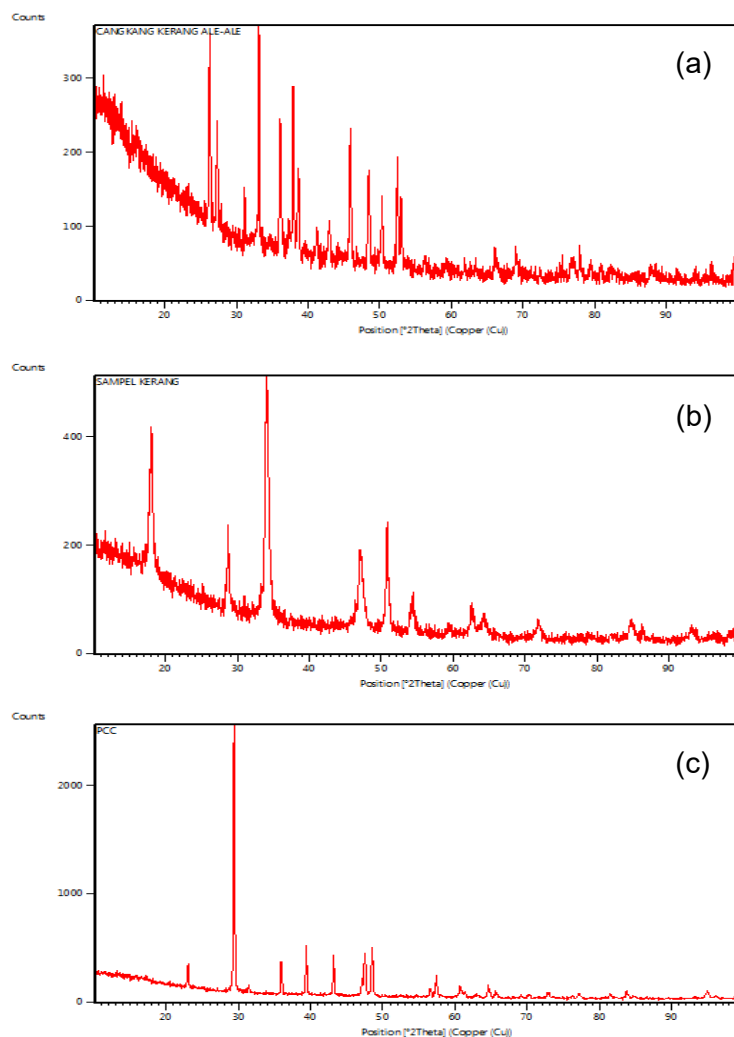 Counts
CANGKANG KERANG ALE-ALE
(a)
300
200
100
0
20 30 40 50 60 70 80 90
Position [°2Theta] (Copper (Cu))
Counts
SAMPEL KERANG
(b)
400
200
0
20 30 40 50 60 70 80 90
Position [°2Theta] (Copper (Cu))
Counts
PCC
(c)
2000
1000
0
20 30 40 50 60 70 80 90
Position [°2Theta] (Copper (Cu))